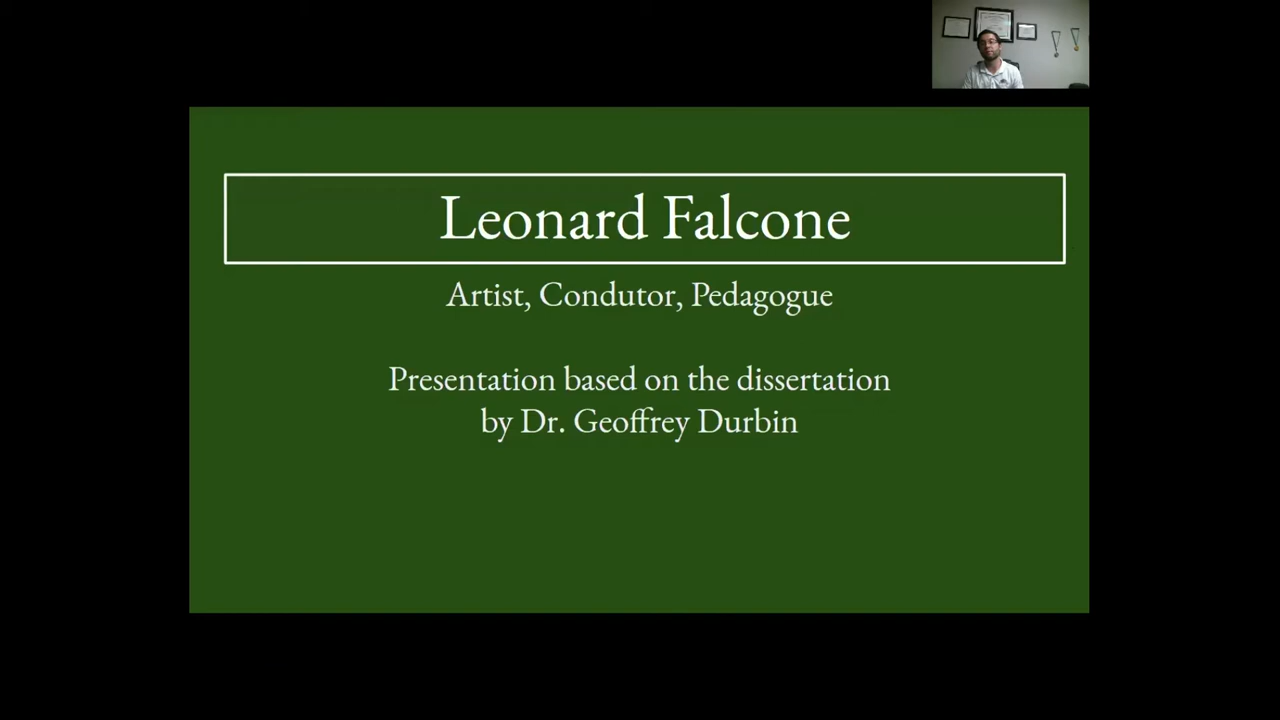 Leonard Falcone
Artist, Condutor, Pedagogue
Presentation based on the dissertation
by Dr. Geoffrey Durbin